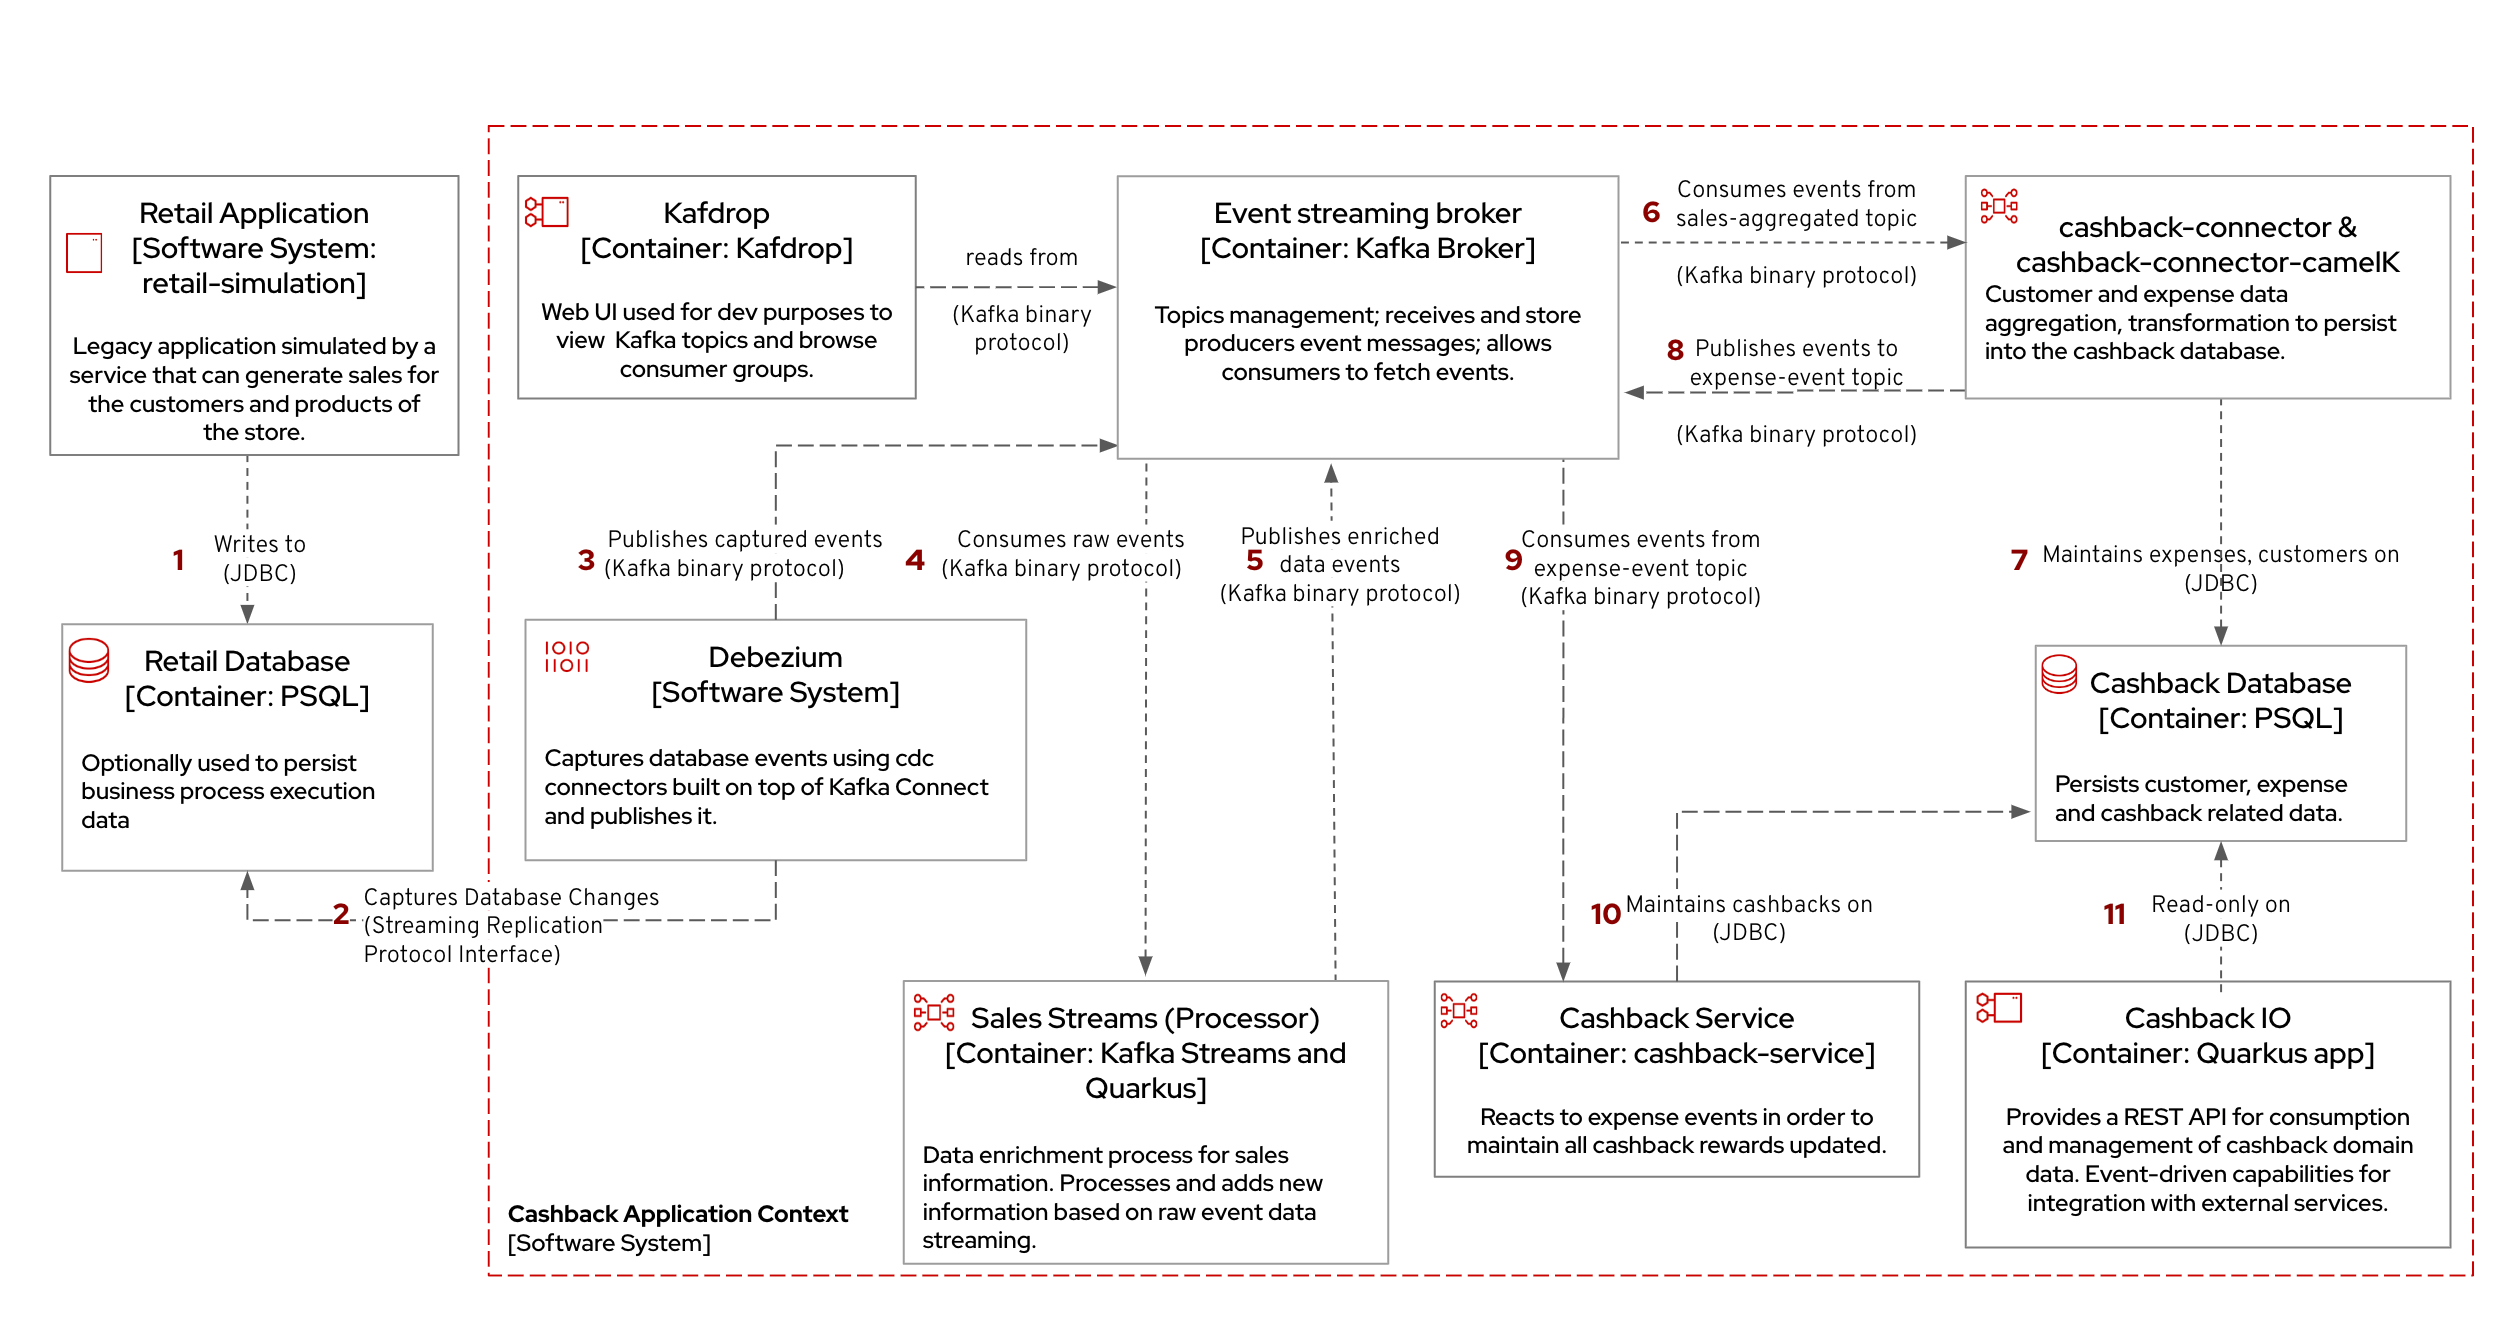 Retail Application
[Software System:
retail-simulation]
Legacy application simulated by a
service that can generate sales for
the customers and products of
the store.
Kafdrop
[Container: Kafdrop]
Web UI used for dev purposes to
view Kafka topics and browse
consumer groups.
reads from
(Kafka binary
protocol)
Event streaming broker
[Container: Kafka Broker]
Topics management; receives and store
producers event messages; allows
consumers to fetch events.
6
Consumes events from
sales-aggregated topic
(Kafka binary protocol)
8
Publishes events to
expense-event topic
(Kafka binary protocol)
cashback-connector &
cashback-connector-camelK
Customer and expense data
aggregation, transformation to persist
into the cashback database.
1
Writes to
(JDBC)
3
Publishes captured events
(Kafka binary protocol)
4
Consumes raw events
(Kafka binary protocol)
5
Publishes enriched
data events
(Kafka binary protocol)
9
Consumes events from
expense-event topic
(Kafka binary protocol)
7
Maintains expenses, customers on
(JDBC)
Retail Database
[Container: PSQL]
Optionally used to persist
business process execution
data
Debezium
[Software System]
Captures database events using cdc
connectors built on top of Kafka Connect
and publishes it.
Cashback Database
[Container: PSQL]
Persists customer, expense
and cashback related data.
2
Captures Database Changes
(Streaming Replication
Protocol Interface)
10
Maintains cashbacks on
(JDBC)
11
Read-only on
(JDBC)
Sales Streams (Processor)
[Container: Kafka Streams and
Quarkus]
Data enrichment process for sales
information. Processes and adds new
information based on raw event data
streaming.
Cashback Service
[Container: cashback-service]
Reacts to expense events in order to
maintain all cashback rewards updated.
Cashback IO
[Container: Quarkus app]
Provides a REST API for consumption
and management of cashback domain
data. Event-driven capabilities for
integration with external services.
Cashback Application Context
[Software System]